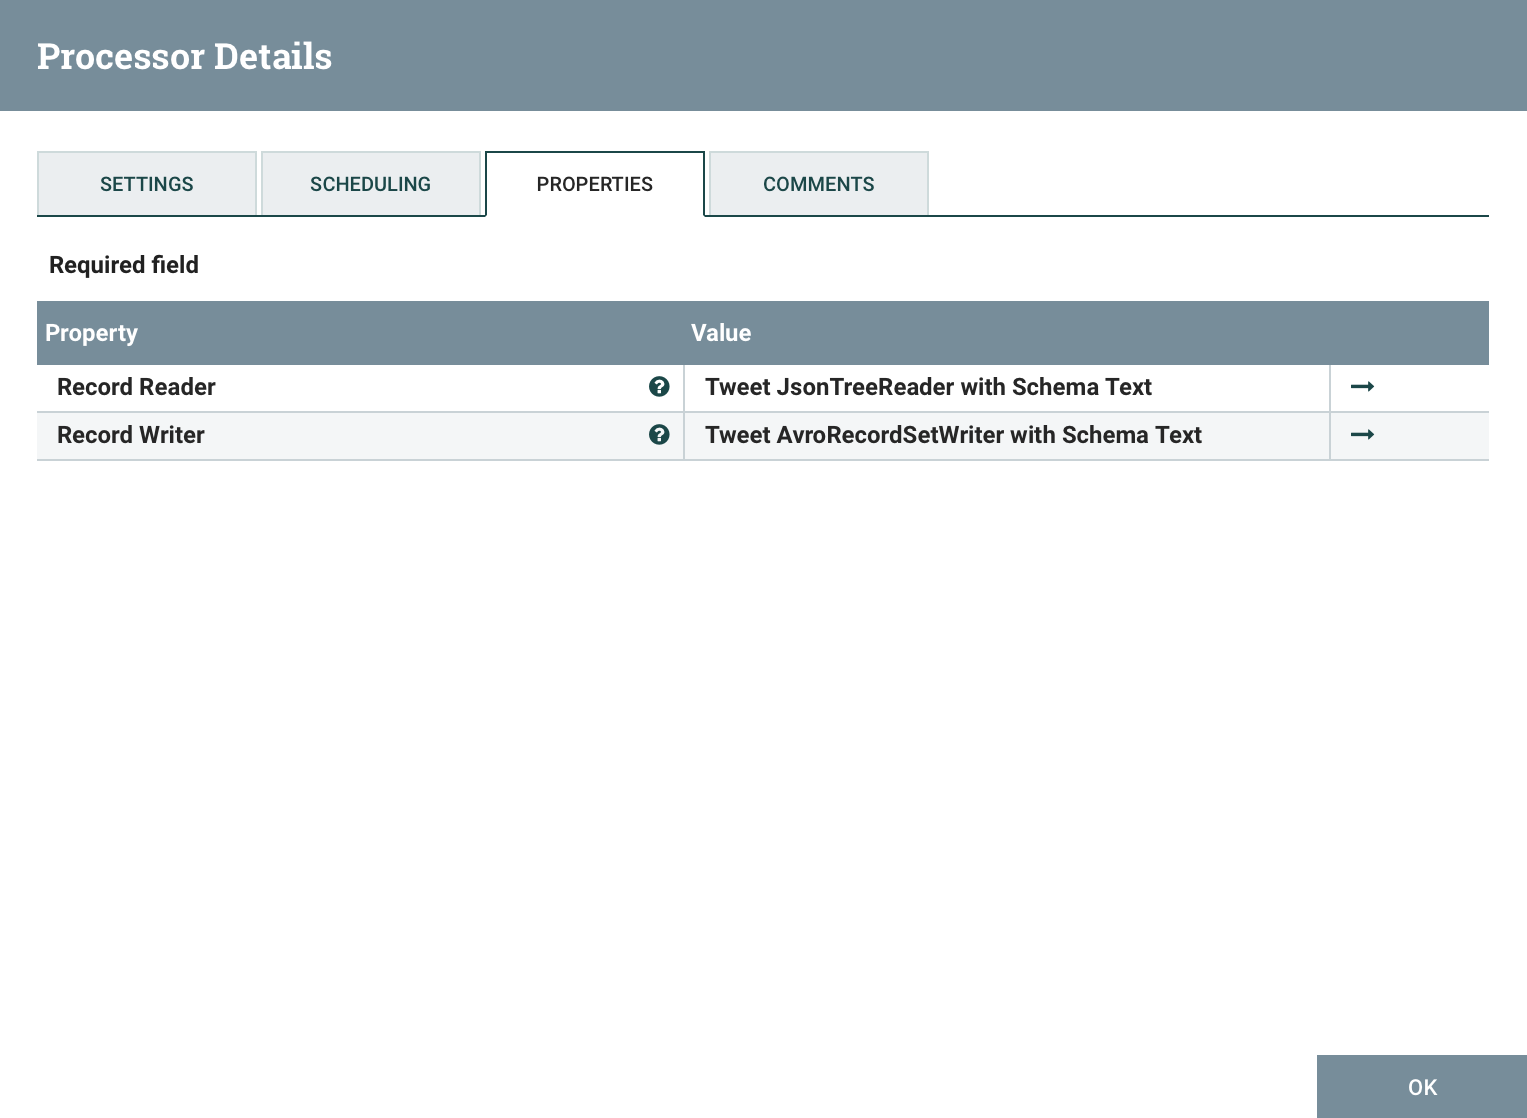 Processor Details
SETTINGS SCHEDULING PROPERTIES COMMENTS
Required field
Property Value
Record Reader ? Tweet JsonTreeReader with Schema Text
Record Writer ? Tweet AvroRecordSetWriter with Schema Text
OK